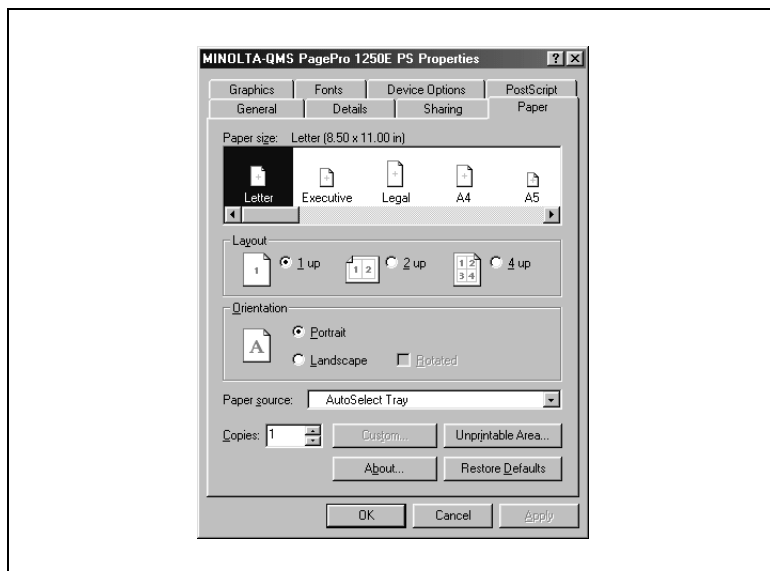 MINOLTA-QMS PagePro 1250E PS Properties
Graphics Fonts Device Options PostScript
General Details Sharing Paper
Paper size: Letter (8.50 x 11.00 in)
Letter Executive Legal A4 A5
Layout
1 1 up 1 2 2 up 1 2 4 up
3 4
Orientation
A Portrait
Landscape Rotated
Paper source: AutoSelect Tray
Copies: 1 Custom... Unprintable Area...
About... Restore Defaults
OK Cancel Apply